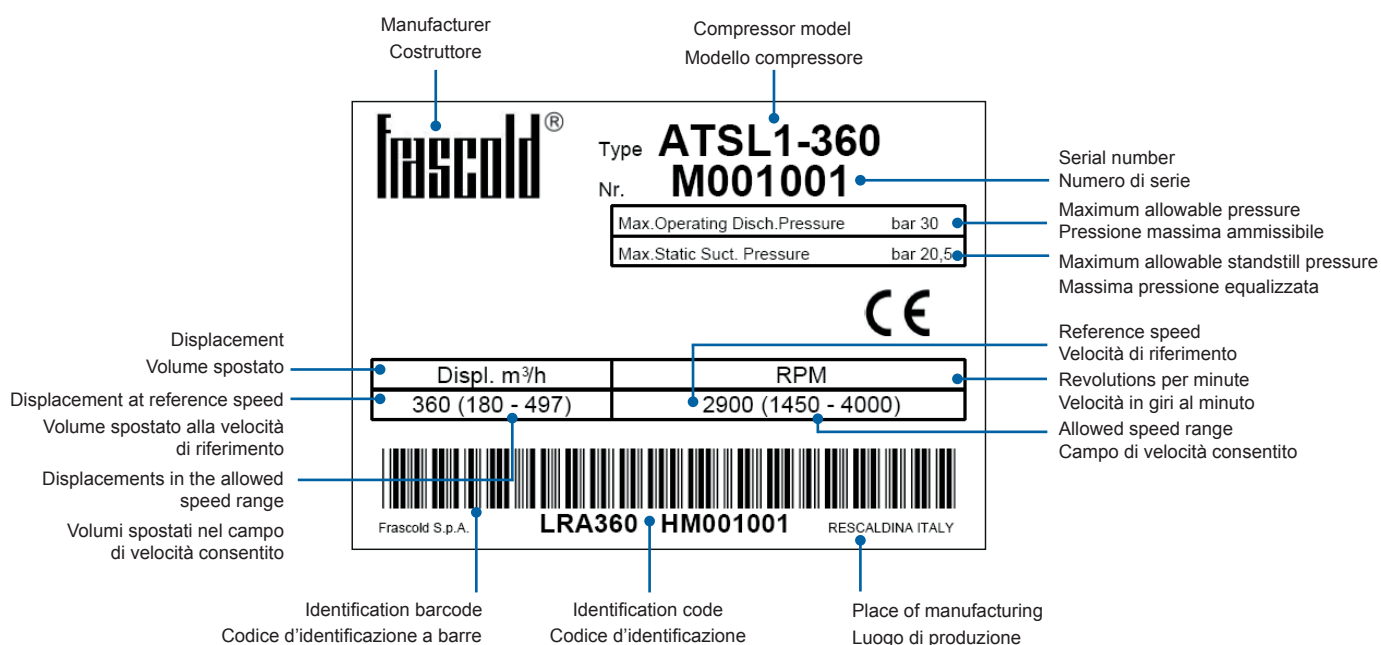 Manufacturer
Costruttore
Compressor model
Modello compressore
frascold®
Type ATSL1-360
Nr. M001001
Serial number
Numero di serie
Max.Operating Disch.Pressure bar 30
Maximum allowable pressure
Pressione massima ammissibile
Max.Static Suct. Pressure bar 20,5
Maximum allowable standstill pressure
Massima pressione equalizzata
CE
Displacement
Volume spostato
Reference speed
Velocità di riferimento
Displ. m³/h RPM
Revolutions per minute
Velocità in giri al minuto
Displacement at reference speed
Volume spostato alla velocità
di riferimento
360 (180 - 497) 2900 (1450 - 4000)
Allowed speed range
Campo di velocità consentito
Displacements in the allowed
speed range
Volumi spostati nel campo
di velocità consentito
Frascold S.p.A. LRA360 HM001001 RESCALDINA ITALY
Identification barcode
Codice d'identificazione a barre
Identification code
Codice d'identificazione
Place of manufacturing
Luogo di produzione